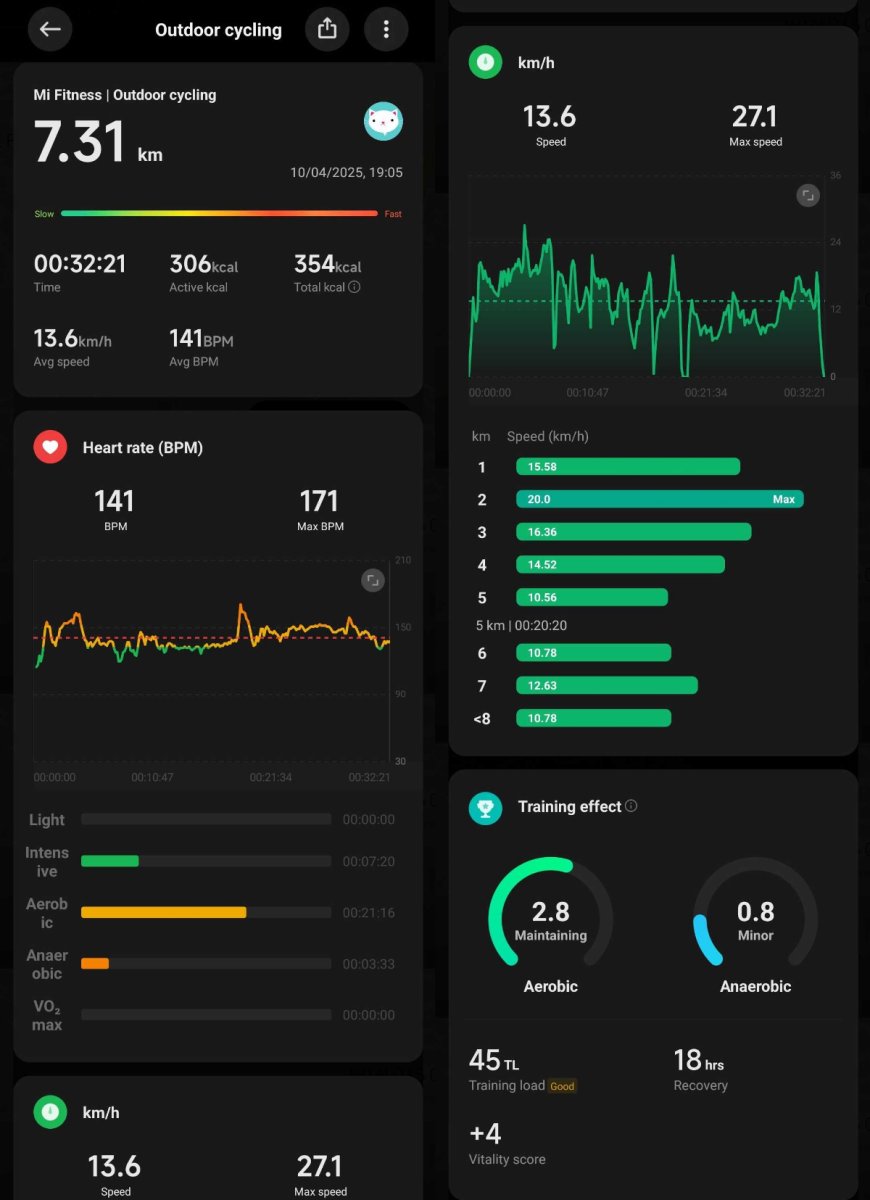 Outdoor cycling
Mi Fitness | Outdoor cycling
7.31 km
10/04/2025, 19:05
Slow Fast
00:32:21 306kcal 354kcal
Time Active kcal Total kcal
13.6km/h 141BPM
Avg speed Avg BPM
Heart rate (BPM)
141 171
BPM Max BPM
210
150
90
30
00:00:00 00:10:47 00:21:34 00:32:21
Light 00:00:00
Intens
ive 00:07:20
Aerob
ic 00:21:16
Anaer
obic 00:03:33
VO₂
max 00:00:00
km/h
13.6 27.1
Speed Max speed
km/h
13.6 27.1
Speed Max speed
36
24
12
0
00:00:00 00:10:47 00:21:34 00:32:21
km Speed (km/h)
1 15.58
2 20.0 Max
3 16.36
4 14.52
5 10.56
5 km | 00:20:20
6 10.78
7 12.63
<8 10.78
Training effect
2.8 0.8
Maintaining Minor
Aerobic Anaerobic
45 TL 18 hrs
Training load Good Recovery
+4
Vitality score